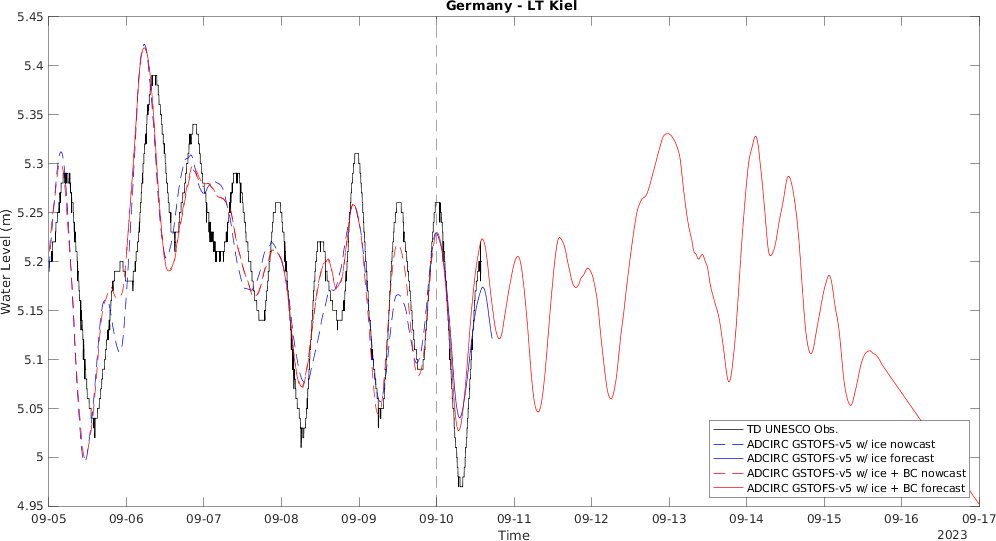 Germany - LT Kiel
5.45
5.4
5.35
5.3
5.25
5.2
5.15
5.1
5.05
5
4.95
Water Level (m)
09-05 09-06 09-07 09-08 09-09 09-10 09-11 09-12 09-13 09-14 09-15 09-16 09-17
Time
2023
TD UNESCO Obs.
ADCIRC GSTOFS-v5 w/ ice nowcast
ADCIRC GSTOFS-v5 w/ ice forecast
ADCIRC GSTOFS-v5 w/ ice + BC nowcast
ADCIRC GSTOFS-v5 w/ ice + BC forecast